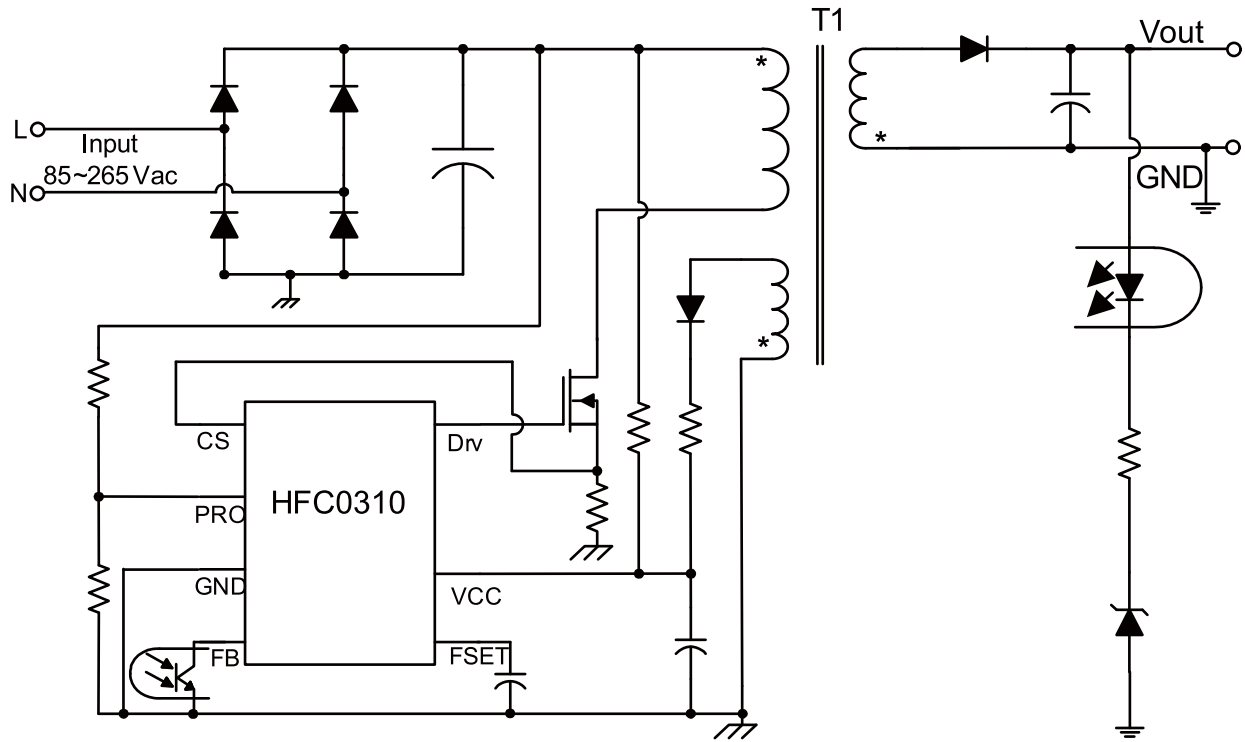 T1
Vout
*
L
Input
85~265 Vac
N
*
GND
*
CS
Drv
HFC0310
PRO
GND
VCC
FB
FSET